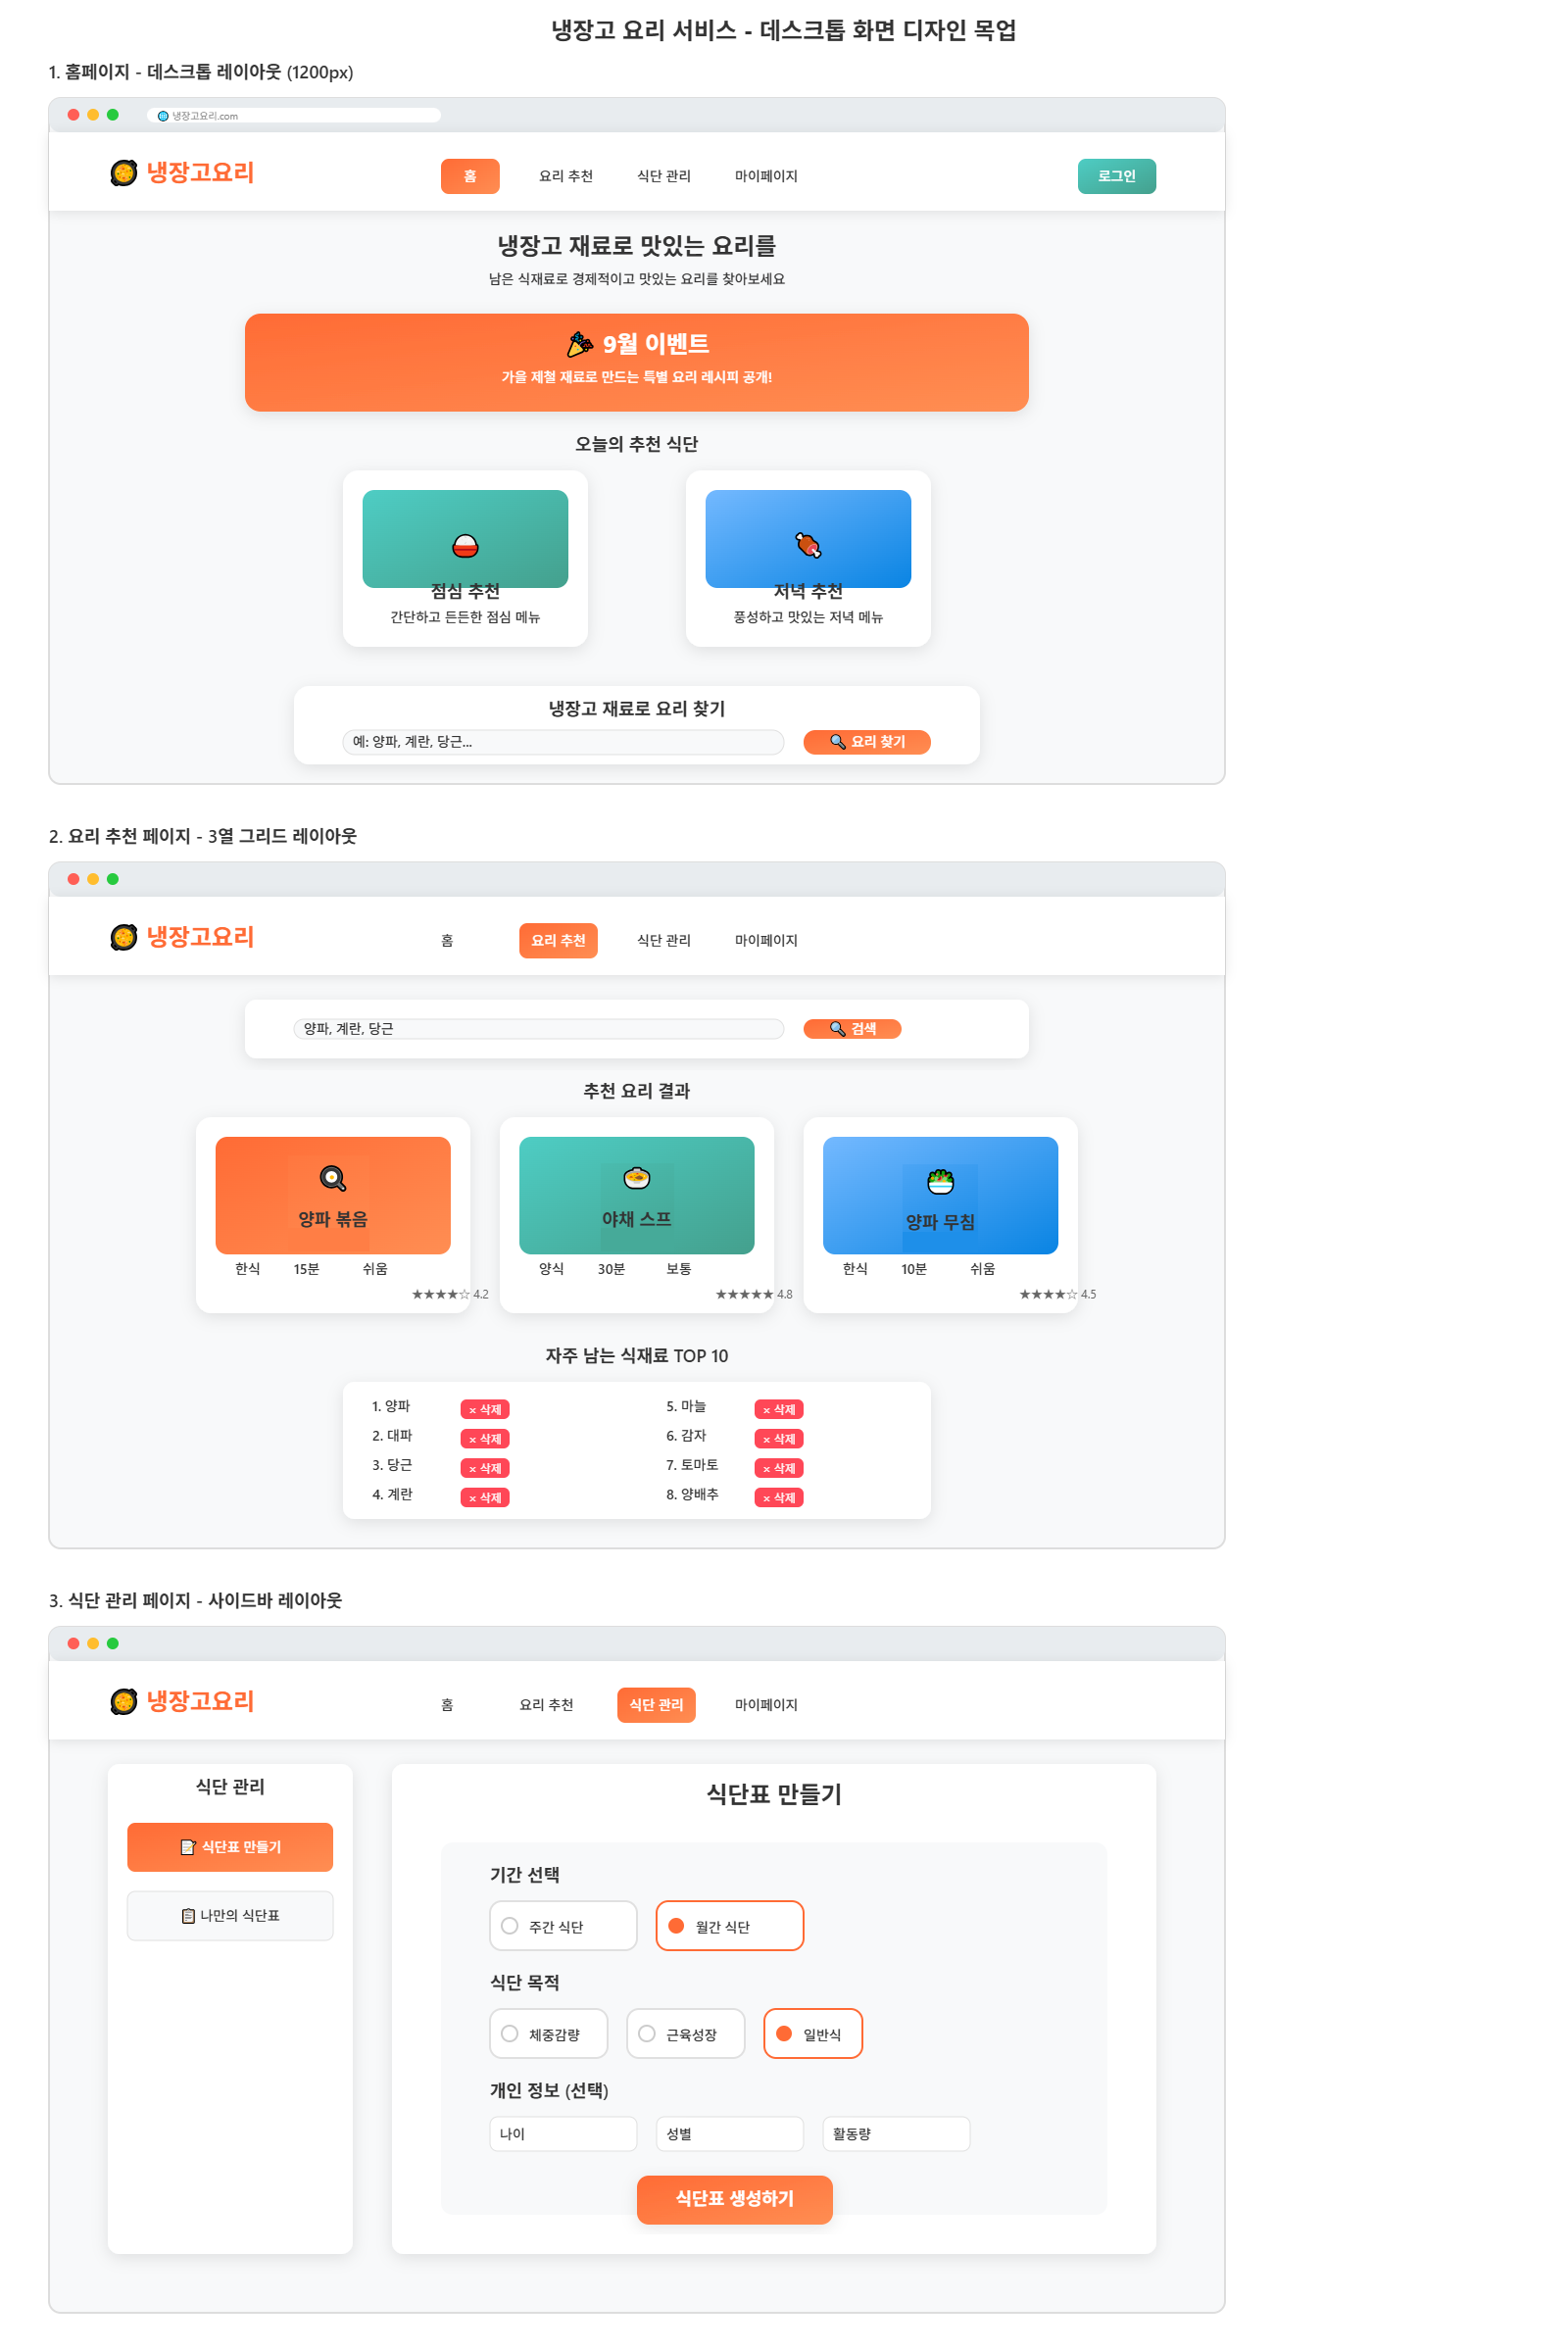 냉장고 요리 서비스 - 데스크톱 화면 디자인 목업
1. 홈페이지 - 데스크톱 레이아웃 (1200px)
냉장고요리.com
냉장고요리
홈 요리 추천 식단 관리 마이페이지 로그인
냉장고 재료로 맛있는 요리를
남은 식재료로 경제적이고 맛있는 요리를 찾아보세요
9월 이벤트
가을 제철 재료로 만드는 특별 요리 레시피 공개!
오늘의 추천 식단
점심 추천 저녁 추천
간단하고 든든한 점심 메뉴 풍성하고 맛있는 저녁 메뉴
냉장고 재료로 요리 찾기
예: 양파, 계란, 당근... 요리 찾기
2. 요리 추천 페이지 - 3열 그리드 레이아웃
냉장고요리
홈 요리 추천 식단 관리 마이페이지
양파, 계란, 당근 검색
추천 요리 결과
양파 볶음 야채 스프 양파 무침
한식 15분 쉬움 양식 30분 보통 한식 10분 쉬움
★★★★☆ 4.2 ★★★★★ 4.8 ★★★★☆ 4.5
자주 남는 식재료 TOP 10
1. 양파 × 삭제 5. 마늘 × 삭제
2. 대파 × 삭제 6. 감자 × 삭제
3. 당근 × 삭제 7. 토마토 × 삭제
4. 계란 × 삭제 8. 양배추 × 삭제
3. 식단 관리 페이지 - 사이드바 레이아웃
냉장고요리
홈 요리 추천 식단 관리 마이페이지
식단 관리
식단표 만들기
나만의 식단표
식단표 만들기
기간 선택
주간 식단 월간 식단
식단 목적
체중감량 근육성장 일반식
개인 정보 (선택)
나이 성별 활동량
식단표 생성하기